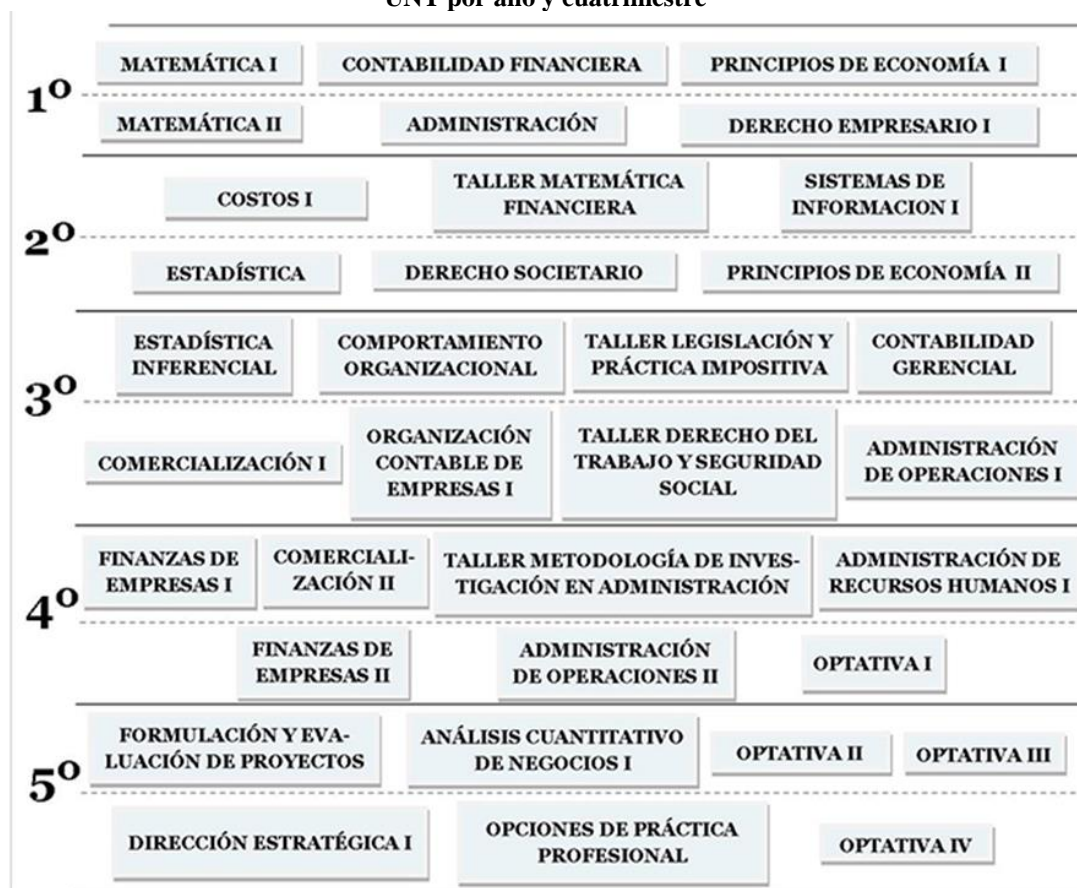 UNT por año y cuatrimestre
MATEMÁTICA I
CONTABILIDAD FINANCIERA
PRINCIPIOS DE ECONOMÍA I
1º
MATEMÁTICA II
ADMINISTRACIÓN
DERECHO EMPRESARIO I
COSTOS I
TALLER MATEMÁTICA
FINANCIERA
SISTEMAS DE
INFORMACION I
2º
ESTADÍSTICA
DERECHO SOCIETARIO
PRINCIPIOS DE ECONOMÍA II
ESTADÍSTICA
INFERENCIAL
COMPORTAMIENTO
ORGANIZACIONAL
TALLER LEGISLACIÓN Y
PRÁCTICA IMPOSITIVA
CONTABILIDAD
GERENCIAL
3º
COMERCIALIZACIÓN I
ORGANIZACIÓN
CONTABLE DE
EMPRESAS I
TALLER DERECHO DEL
TRABAJO Y SEGURIDAD
SOCIAL
ADMINISTRACIÓN
DE OPERACIONES I
FINANZAS DE
EMPRESAS I
COMERCIALI-
ZACIÓN II
TALLER METODOLOGÍA DE INVES-
TIGACIÓN EN ADMINISTRACIÓN
ADMINISTRACIÓN DE
RECURSOS HUMANOS I
4º
FINANZAS DE
EMPRESAS II
ADMINISTRACIÓN
DE OPERACIONES II
OPTATIVA I
FORMULACIÓN Y EVA-
LUACIÓN DE PROYECTOS
ANÁLISIS CUANTITATIVO
DE NEGOCIOS I
OPTATIVA II
OPTATIVA III
5º
DIRECCIÓN ESTRATÉGICA I
OPCIONES DE PRÁCTICA
PROFESIONAL
OPTATIVA IV